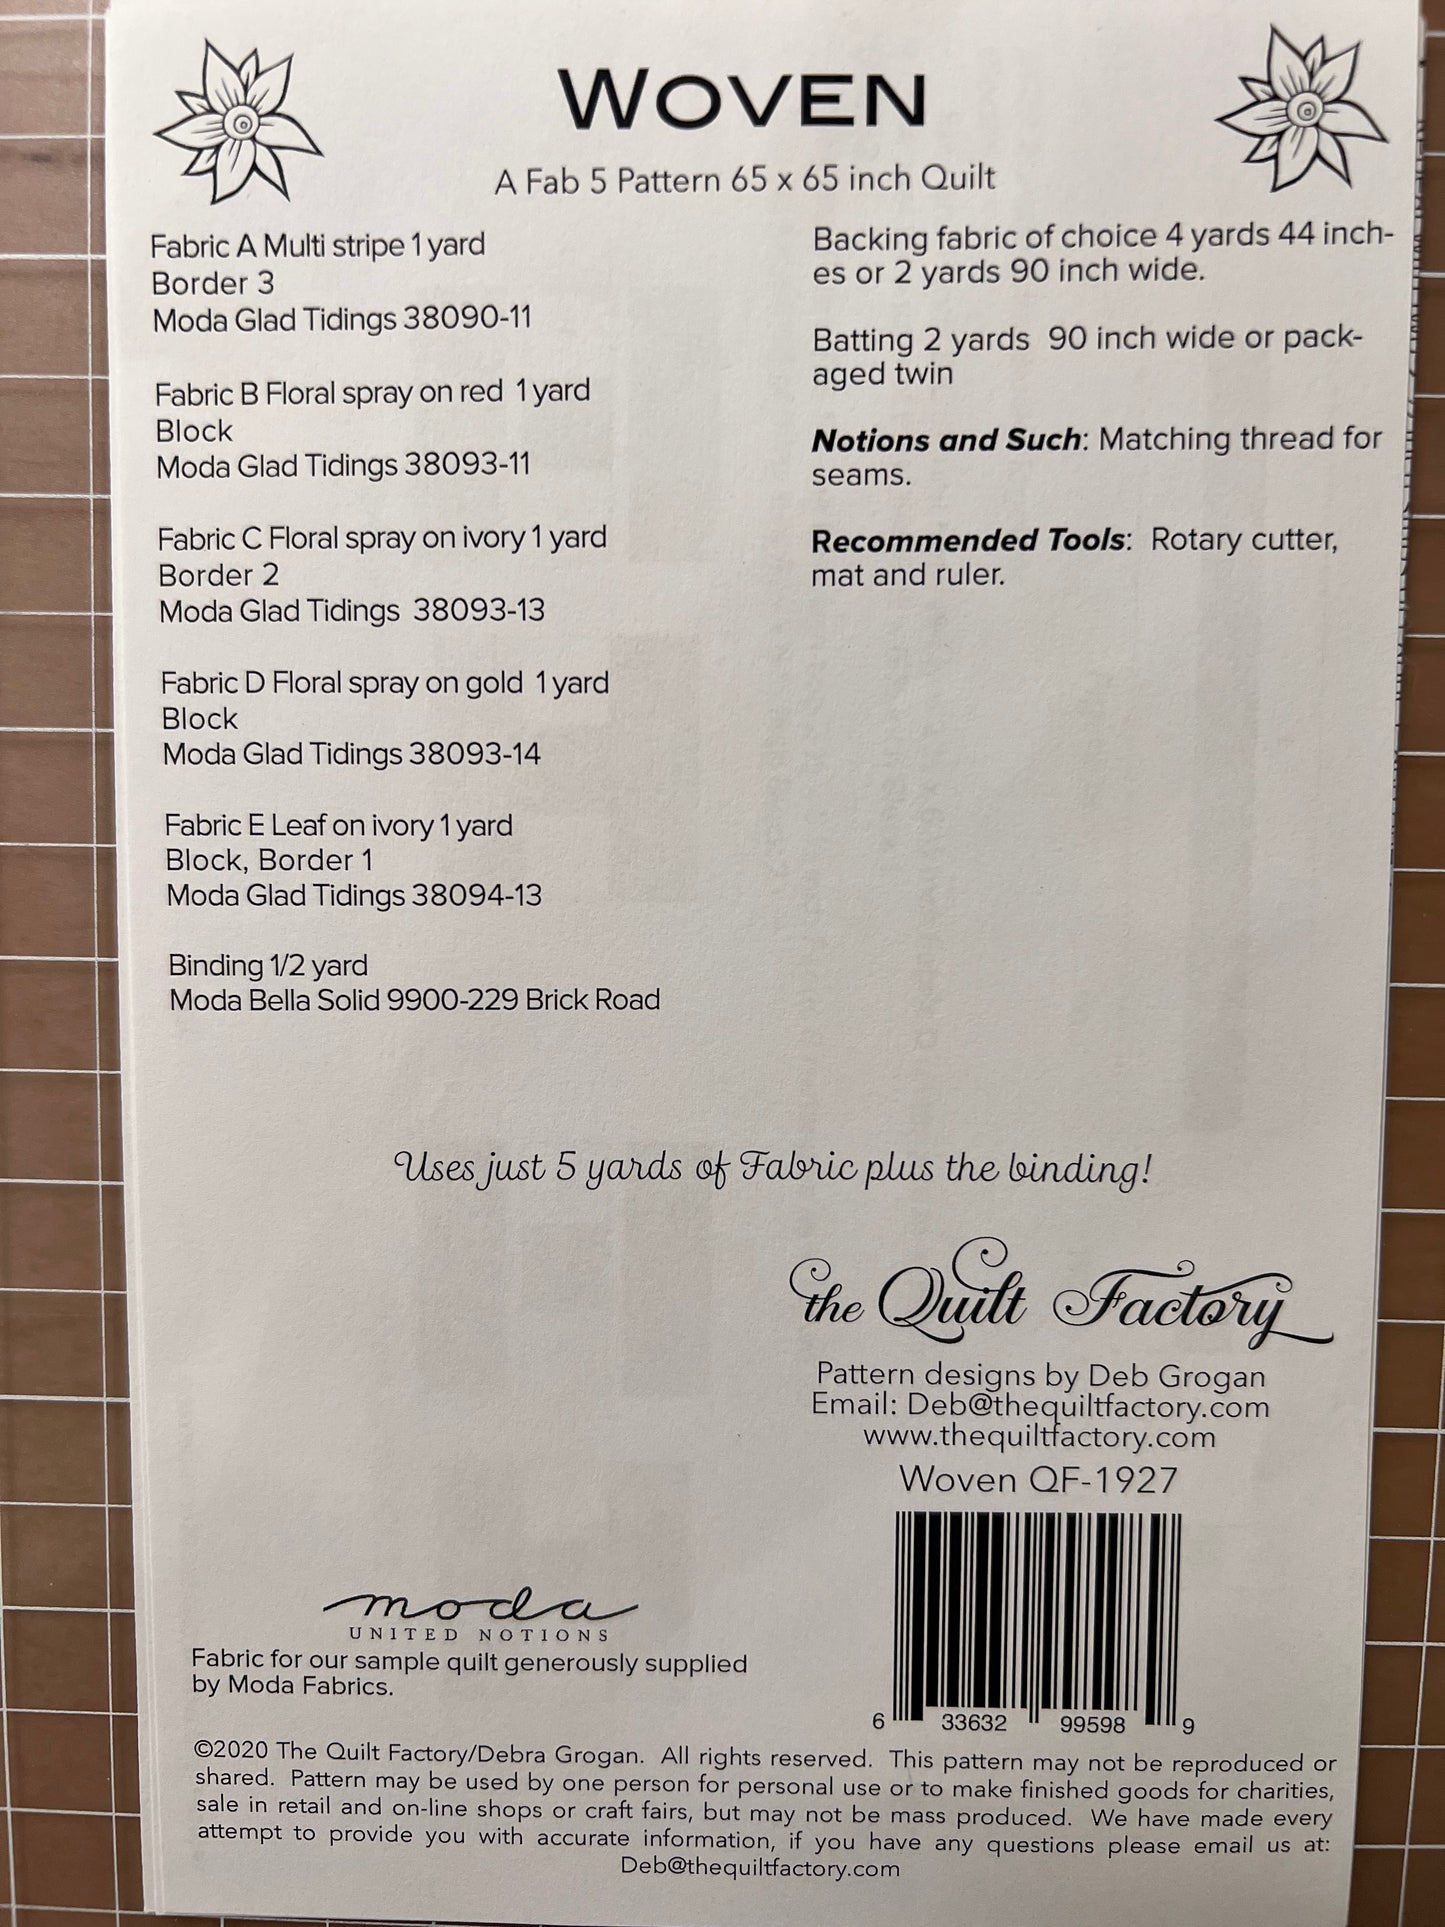 WOVEN
A Fab 5 Pattern 65 x 65 inch Quilt
Fabric A Multi stripe 1 yard
Border 3
Moda Glad Tidings 38090-11
Fabric B Floral spray on red 1 yard
Block
Moda Glad Tidings 38093-11
Fabric C Floral spray on ivory 1 yard
Border 2
Moda Glad Tidings 38093-13
Fabric D Floral spray on gold 1 yard
Block
Moda Glad Tidings 38093-14
Fabric E Leaf on ivory 1 yard
Block, Border 1
Moda Glad Tidings 38094-13
Binding 1/2 yard
Moda Bella Solid 9900-229 Brick Road
Backing fabric of choice 4 yards 44 inch-
es or 2 yards 90 inch wide.
Batting 2 yards 90 inch wide or pack-
aged twin
Notions and Such: Matching thread for
seams.
Recommended Tools: Rotary cutter,
mat and ruler.
Uses just 5 yards of Fabric plus the binding!
the Quilt Factory
Pattern designs by Deb Grogan
Email: Deb@thequiltfactory.com
www.thequiltfactory.com
Woven QF-1927
6 33632 99598 9
moda
UNITED NOTIONS
Fabric for our sample quilt generously supplied
by Moda Fabrics.
©2020 The Quilt Factory/Debra Grogan. All rights reserved. This pattern may not be reproduced or
shared. Pattern may be used by one person for personal use or to make finished goods for charities,
sale in retail and on-line shops or craft fairs, but may not be mass produced. We have made every
attempt to provide you with accurate information, if you have any questions please email us at:
Deb@thequiltfactory.com